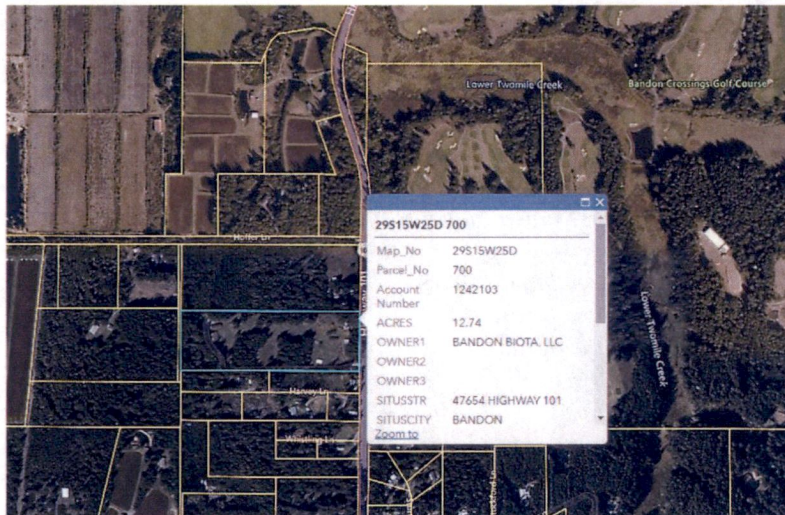 Lower Twomile Creek
Bandon Crossings Golf Course
29S15W25D 700
Map_No 29S15W25D
Parcel_No 700
Account Number 1242103
ACRES 12.74
OWNER1 BANDON BIOTA, LLC
OWNER2
OWNER3
SITUSSTR 47654 HIGHWAY 101
SITUSCITY BANDON
Zoom to
Lower Twomile Creek
Harvey Ln
Whistling Ln